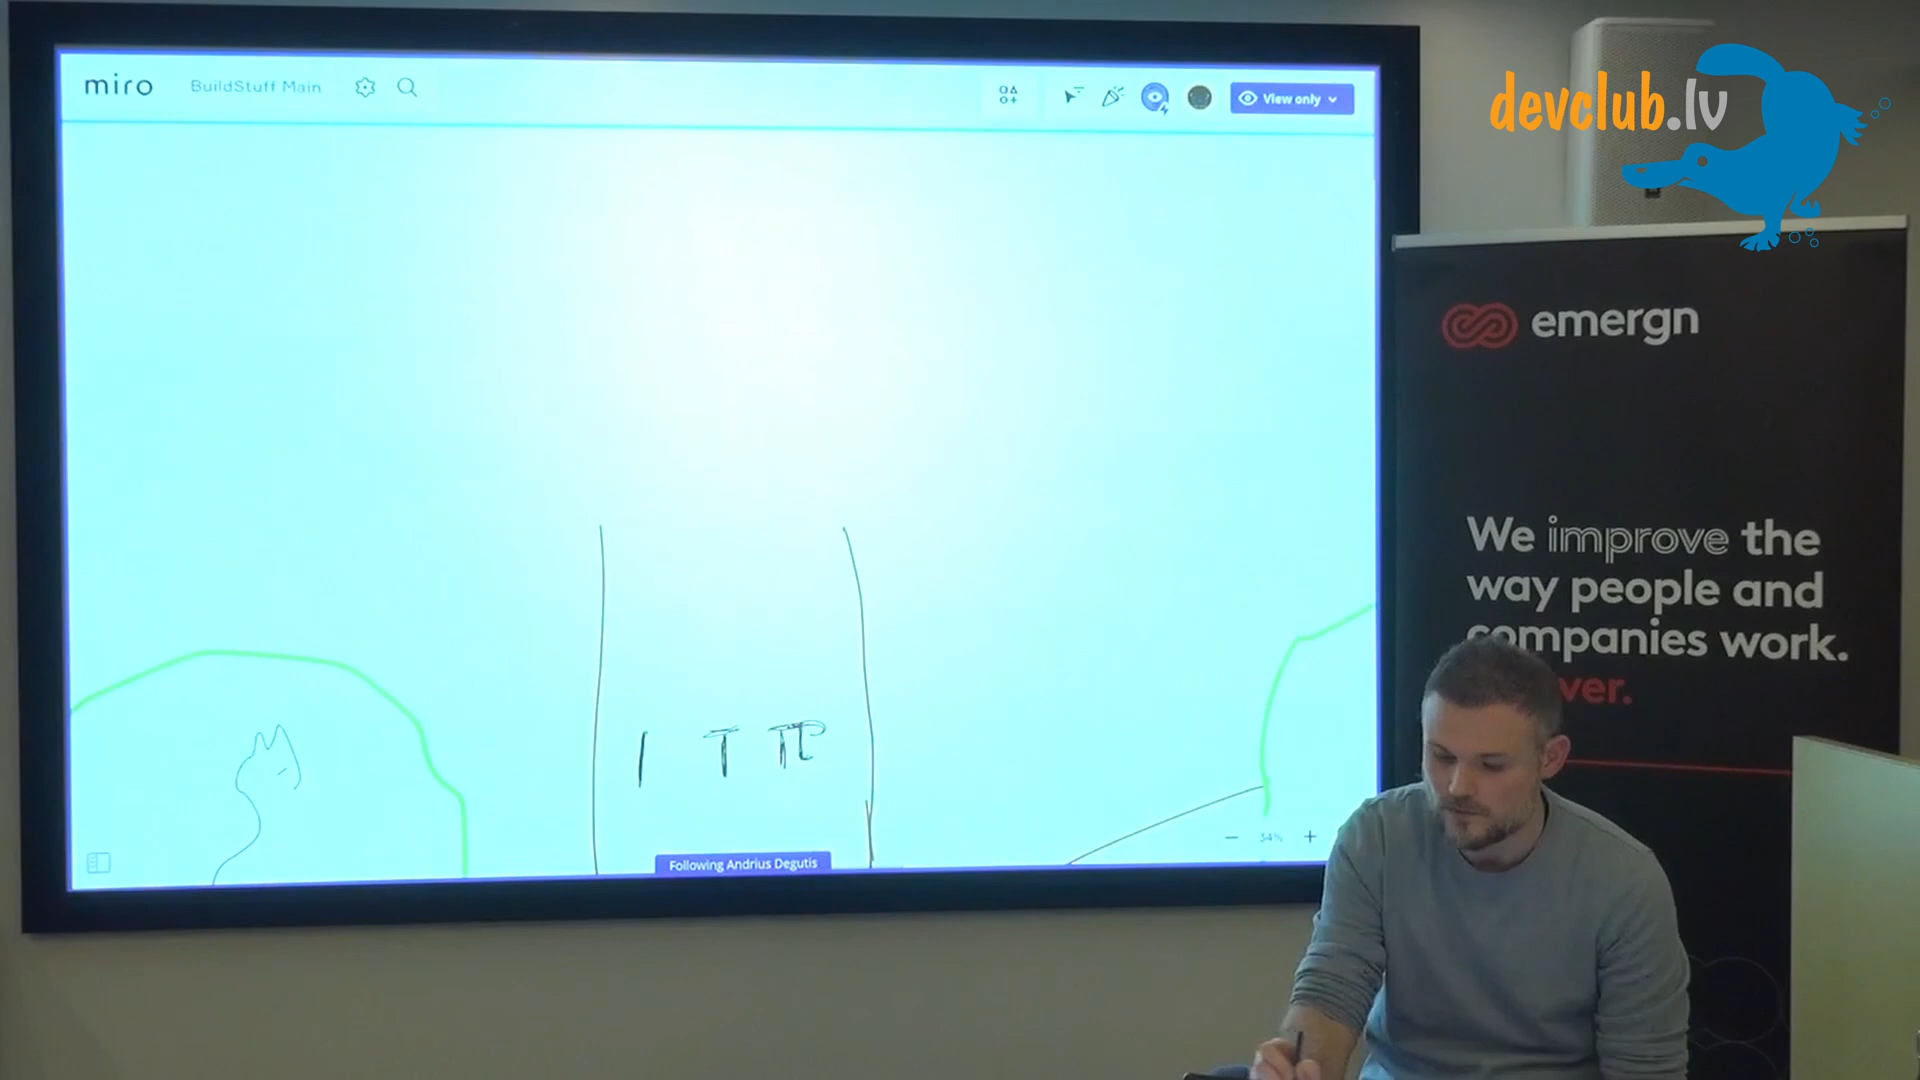 miro
BuildStuff Main
View only
devclub.lv
emergn
We improve the
way people and
companies work.
ver.
I T π
34%
Following Andrius Degutis